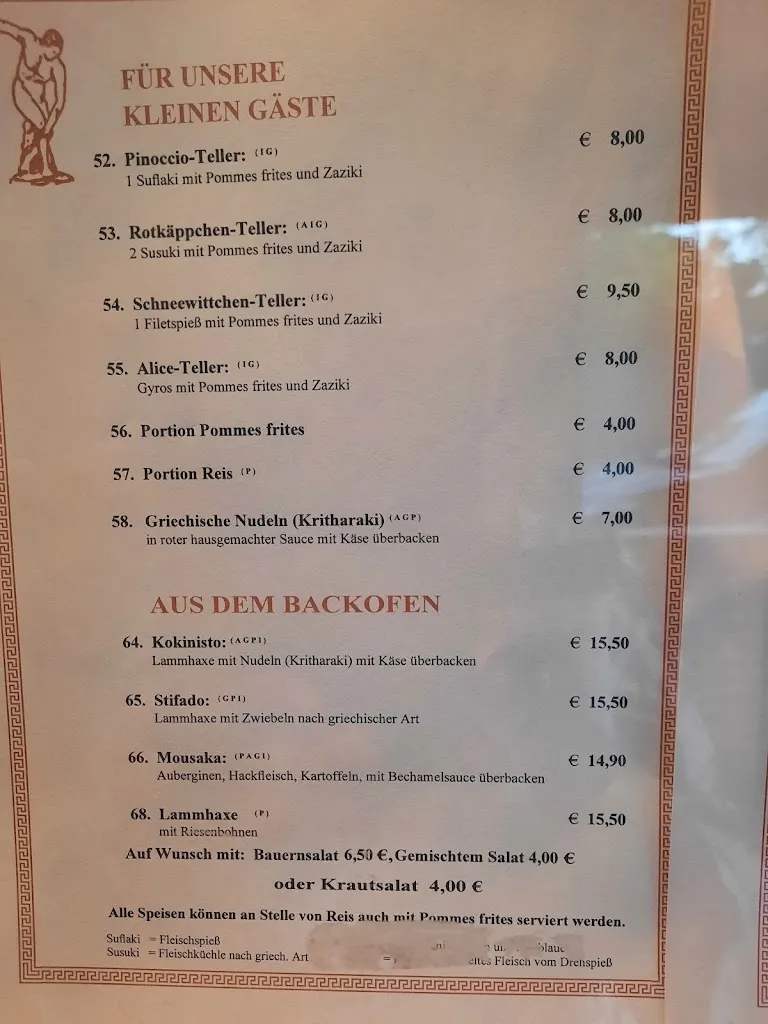 FÜR UNSERE
KLEINEN GÄSTE
52. Pinoccio-Teller: (IG) € 8,00
1 Suflaki mit Pommes frites und Zaziki
53. Rotkäppchen-Teller: (AIG) € 8,00
2 Susuki mit Pommes frites und Zaziki
54. Schneewittchen-Teller: (IG) € 9,50
1 Filetspieß mit Pommes frites und Zaziki
55. Alice-Teller: (IG) € 8,00
Gyros mit Pommes frites und Zaziki
56. Portion Pommes frites € 4,00
57. Portion Reis (P) € 4,00
58. Griechische Nudeln (Kritharaki) (AGP) € 7,00
in roter hausgemachter Sauce mit Käse überbacken
AUS DEM BACKOFEN
64. Kokinisto: (AGPI) € 15,50
Lammhaxe mit Nudeln (Kritharaki) mit Käse überbacken
65. Stifado: (GPI) € 15,50
Lammhaxe mit Zwiebeln nach griechischer Art
66. Mousaka: (PAGI) € 14,90
Auberginen, Hackfleisch, Kartoffeln, mit Bechamelsauce überbacken
68. Lammhaxe (P) € 15,50
mit Riesenbohnen
Auf Wunsch mit: Bauernsalat 6,50 €, Gemischtem Salat 4,00 €
oder Krautsalat 4,00 €
Alle Speisen können an Stelle von Reis auch mit Pommes frites serviert werden.
Suflaki = Fleischspieß
Susuki = Fleischküchle nach griech. Art = Fleisch vom Drenspieß